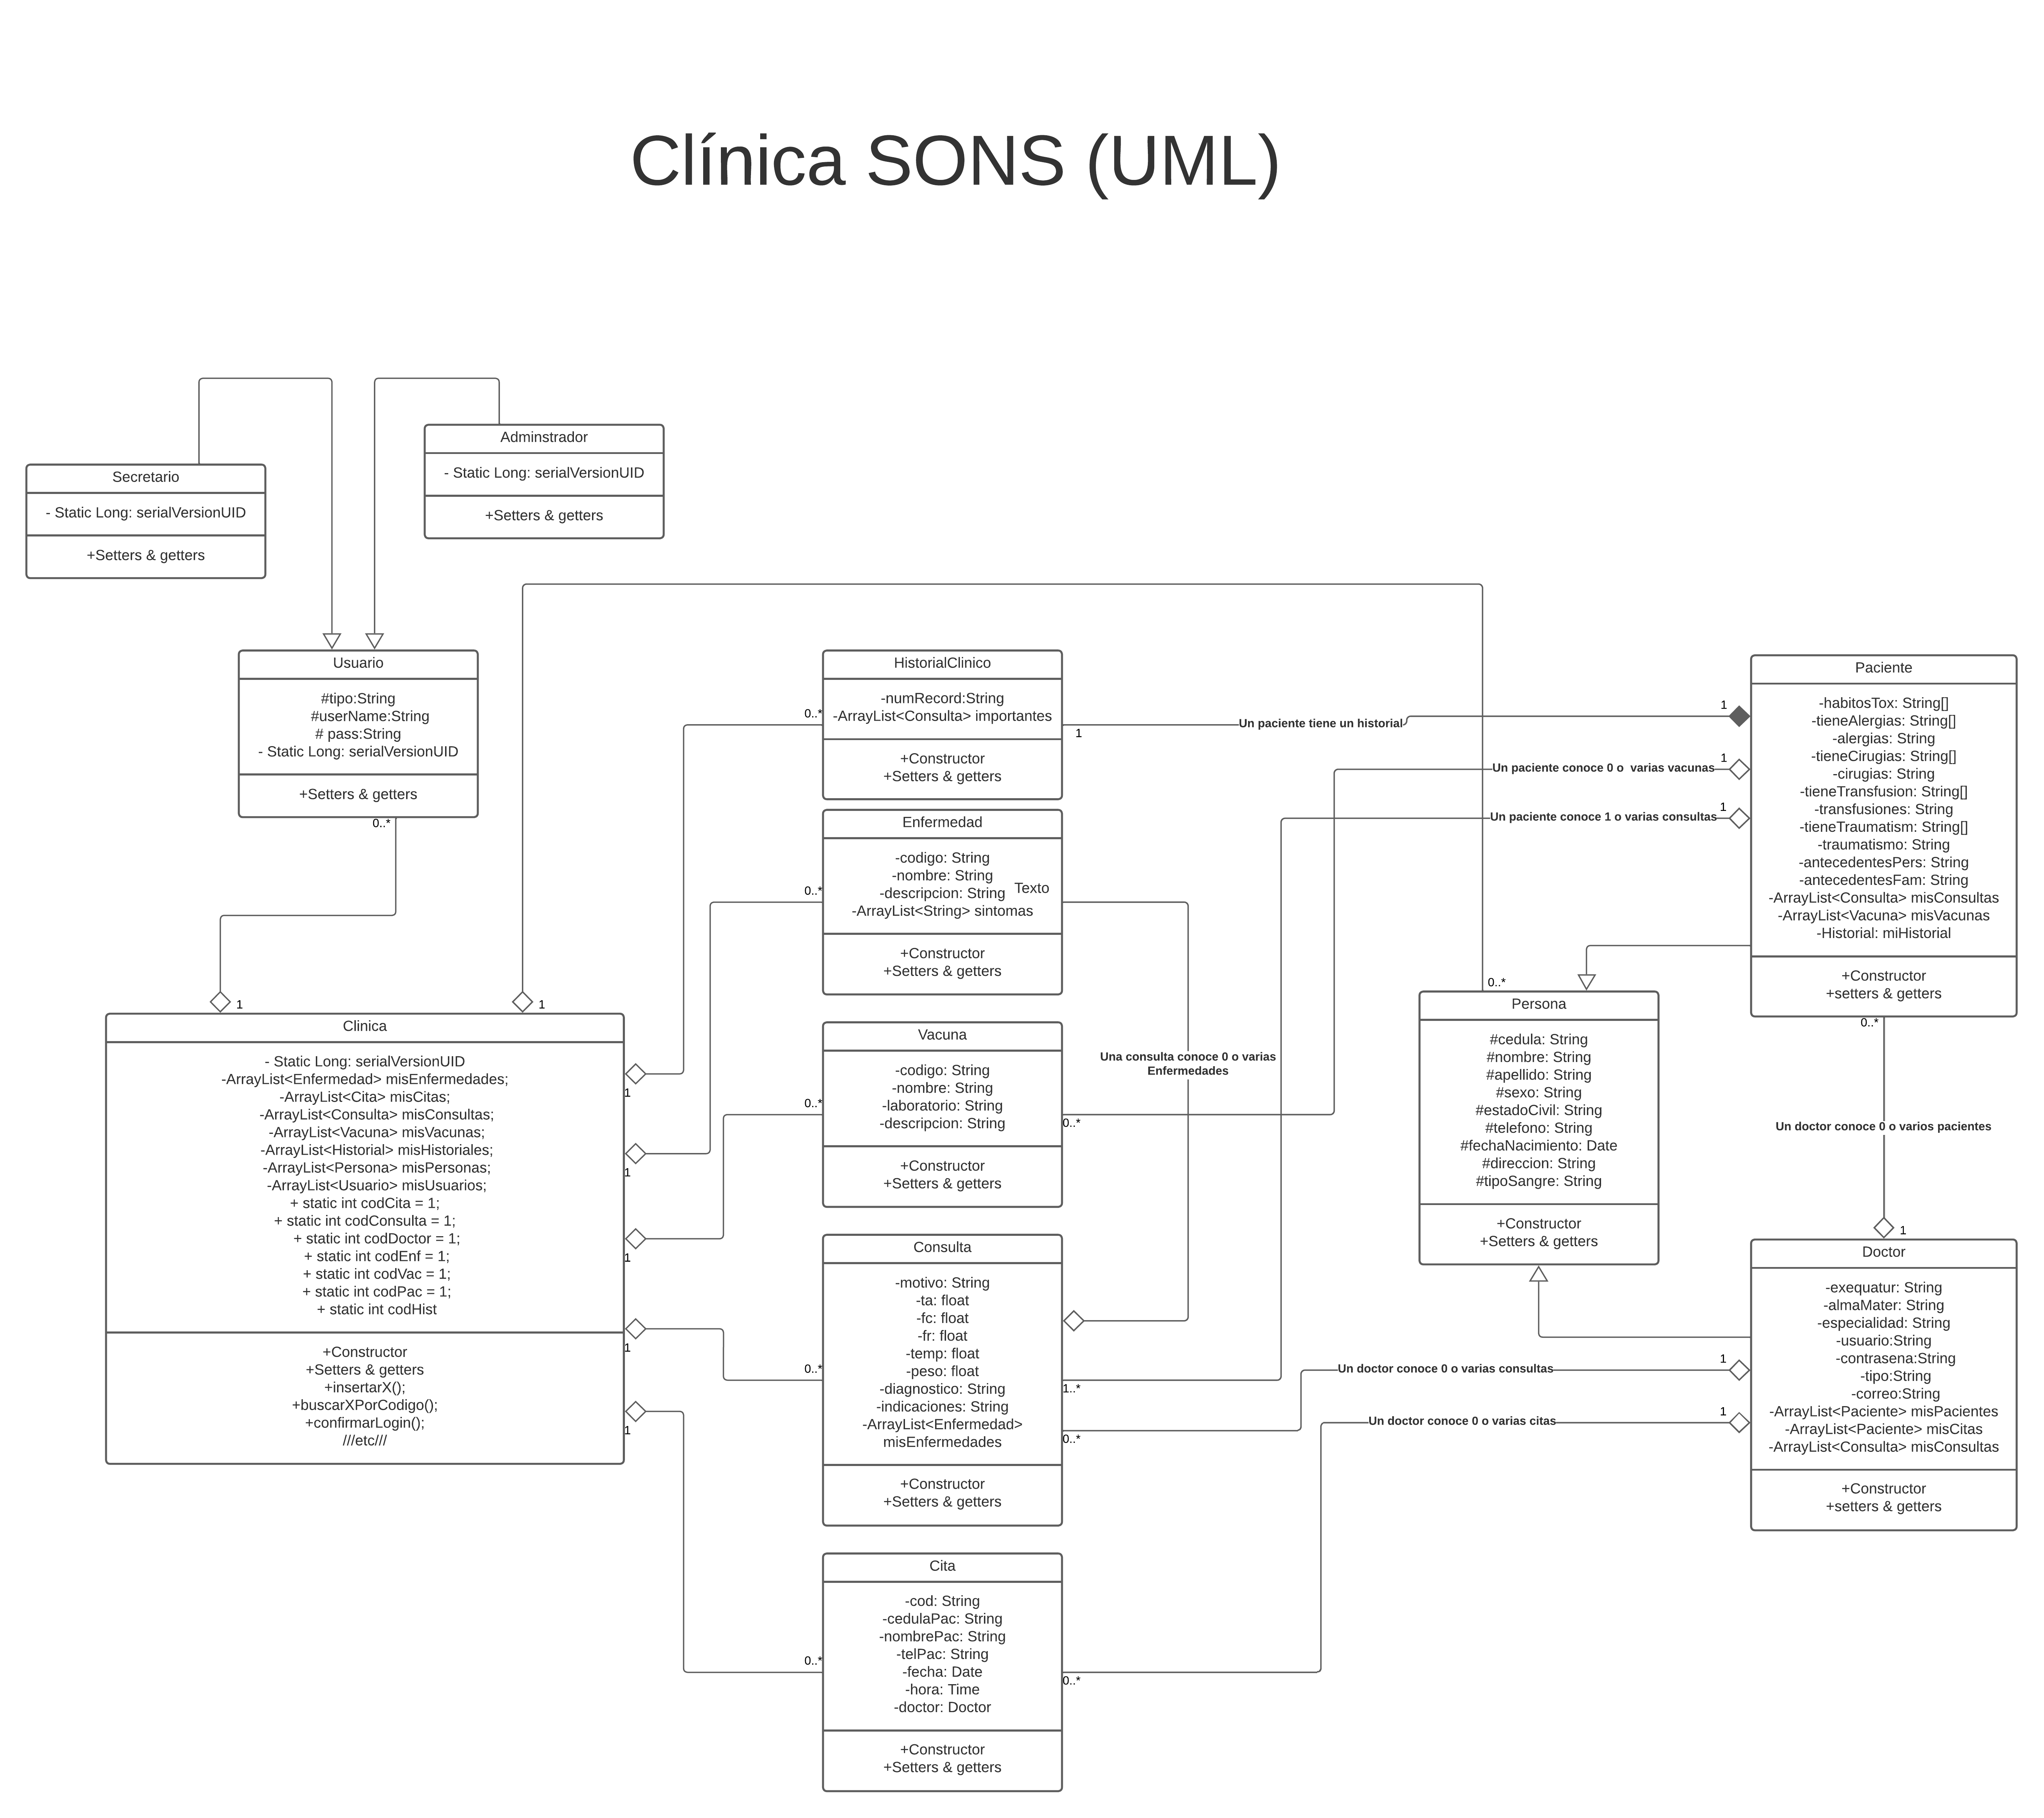 Clínica SONS (UML)
Adminstrador
- Static Long: serialVersionUID
+Setters & getters
Secretario
- Static Long: serialVersionUID
+Setters & getters
Usuario
#tipo:String
#userName:String
# pass:String
- Static Long: serialVersionUID
+Setters & getters
0..*
1
1
Clinica
- Static Long: serialVersionUID
-ArrayList<Enfermedad> misEnfermedades;
-ArrayList<Cita> misCitas;
-ArrayList<Consulta> misConsultas;
-ArrayList<Vacuna> misVacunas;
-ArrayList<Historial> misHistoriales;
-ArrayList<Persona> misPersonas;
-ArrayList<Usuario> misUsuarios;
+ static int codCita = 1;
+ static int codConsulta = 1;
+ static int codDoctor = 1;
+ static int codEnf = 1;
+ static int codVac = 1;
+ static int codPac = 1;
+ static int codHist
+Constructor
+Setters & getters
+insertarX();
+buscarXPorCodigo();
+confirmarLogin();
///etc///
1
1
1
1
1
0..*
0..*
0..*
0..*
0..*
HistorialClinico
-numRecord:String
-ArrayList<Consulta> importantes
+Constructor
+Setters & getters
1
Un paciente tiene un historial
1
Enfermedad
-codigo: String
-nombre: String
-descripcion: String
Texto
-ArrayList<String> sintomas
+Constructor
+Setters & getters
Una consulta conoce 0 o varias
Enfermedades
Vacuna
-codigo: String
-nombre: String
-laboratorio: String
-descripcion: String
+Constructor
+Setters & getters
0..*
Un paciente conoce 0 o  varias vacunas
1
Consulta
-motivo: String
-ta: float
-fc: float
-fr: float
-temp: float
-peso: float
-diagnostico: String
-indicaciones: String
-ArrayList<Enfermedad>
misEnfermedades
+Constructor
+Setters & getters
1..*
Un paciente conoce 1 o varias consultas
1
0..*
Un doctor conoce 0 o varias consultas
1
Cita
-cod: String
-cedulaPac: String
-nombrePac: String
-telPac: String
-fecha: Date
-hora: Time
-doctor: Doctor
+Constructor
+Setters & getters
0..*
Un doctor conoce 0 o varias citas
1
0..*
Persona
#cedula: String
#nombre: String
#apellido: String
#sexo: String
#estadoCivil: String
#telefono: String
#fechaNacimiento: Date
#direccion: String
#tipoSangre: String
+Constructor
+Setters & getters
Paciente
-habitosTox: String[]
-tieneAlergias: String[]
-alergias: String
-tieneCirugias: String[]
-cirugias: String
-tieneTransfusion: String[]
-transfusiones: String
-tieneTraumatism: String[]
-traumatismo: String
-antecedentesPers: String
-antecedentesFam: String
-ArrayList<Consulta> misConsultas
-ArrayList<Vacuna> misVacunas
-Historial: miHistorial
+Constructor
+setters & getters
0..*
Un doctor conoce 0 o varios pacientes
1
Doctor
-exequatur: String
-almaMater: String
-especialidad: String
-usuario:String
-contrasena:String
-tipo:String
-correo:String
-ArrayList<Paciente> misPacientes
-ArrayList<Paciente> misCitas
-ArrayList<Consulta> misConsultas
+Constructor
+setters & getters